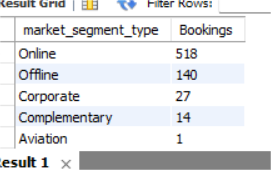 Result Grid Filter Rows:
market_segment_type Bookings
Online 518
Offline 140
Corporate 27
Complementary 14
Aviation 1
Result 1